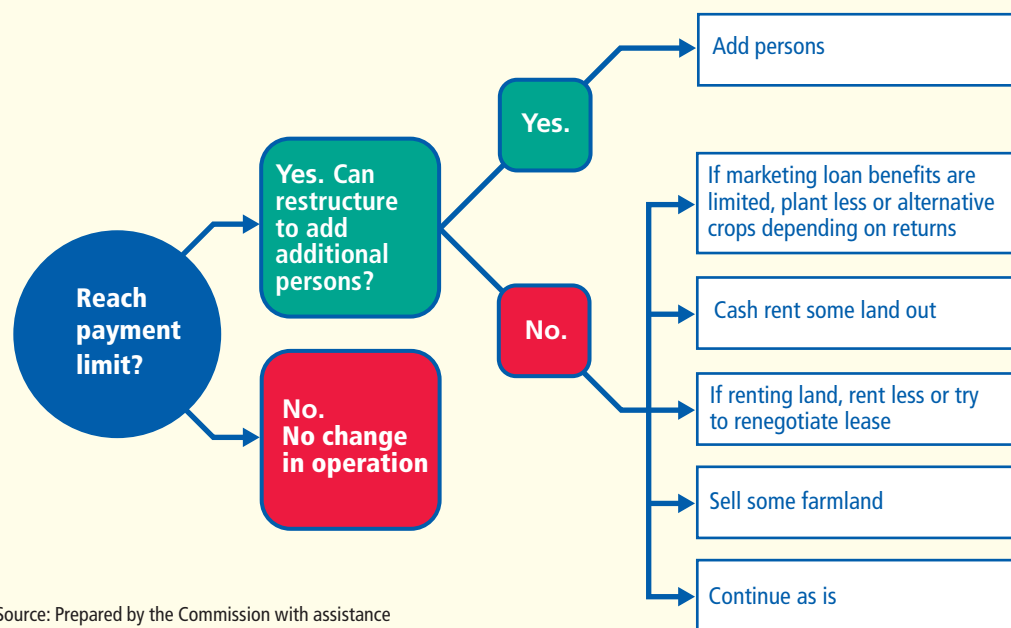 Reach
payment
limit?
Yes. Can
restructure
to add
additional
persons?
No.
No change
in operation
Yes.
No.
Add persons
If marketing loan benefits are
limited, plant less or alternative
crops depending on returns
Cash rent some land out
If renting land, rent less or try
to renegotiate lease
Sell some farmland
Continue as is
Source: Prepared by the Commission with assistance